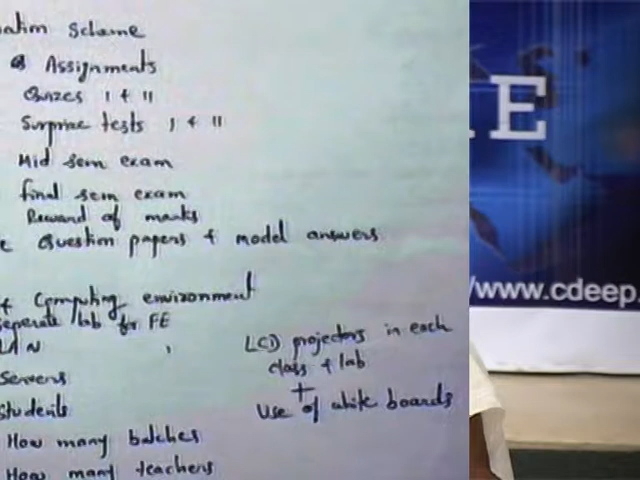 Scheme
Assignments
Quizes I & II
Surprise tests I & II
Mid sem exam
final sem exam
Reward of marks
Question papers & model answers
& Computing environment
seperate lab for FE
LAN
LCD projectors in each
class & lab
+
Use of white boards
Servers
students
How many batches
How many teachers
E
/www.cdeep.